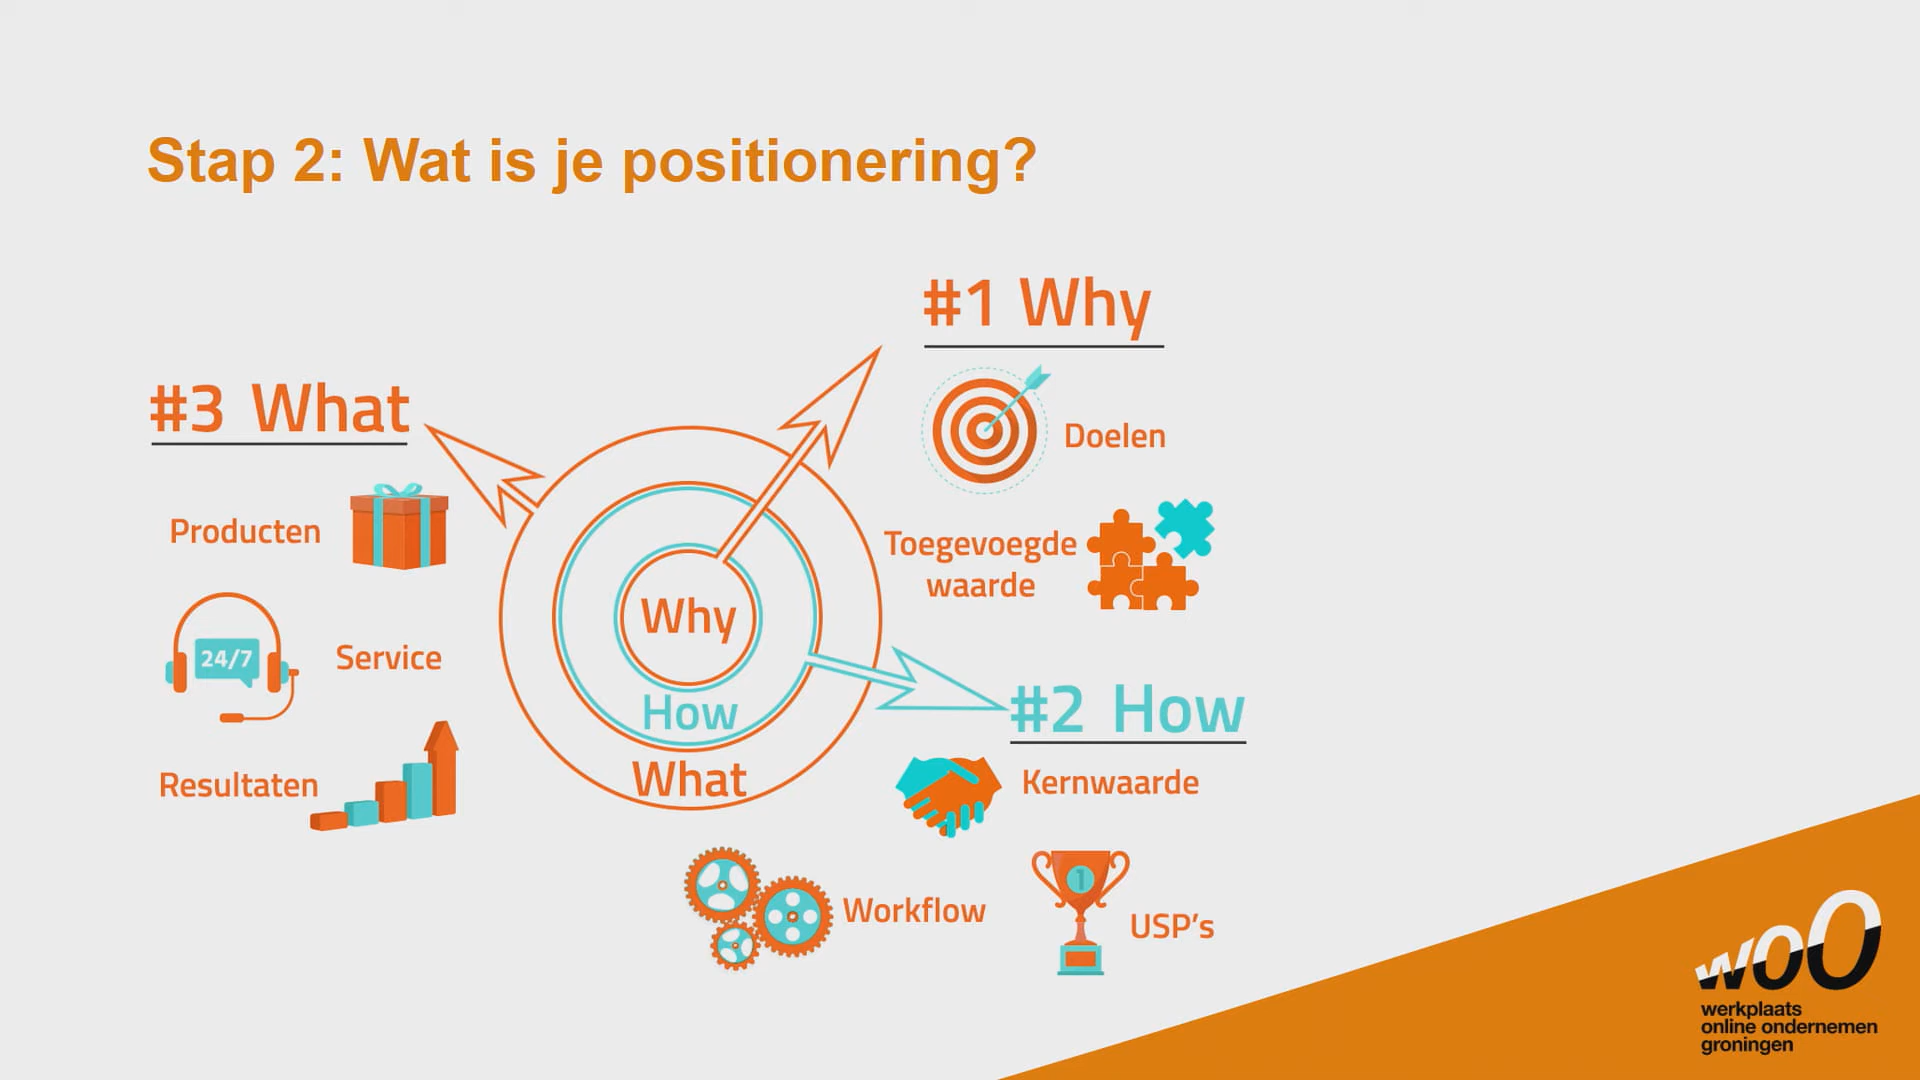 Stap 2: Wat is je positionering?
#1 Why
Doelen
Toegevoegde
waarde
#2 How
Kernwaarde
Workflow
USP's
1
#3 What
Producten
24/7
Service
Resultaten
Why
How
What
woO
werkplaats
online ondernemen
groningen